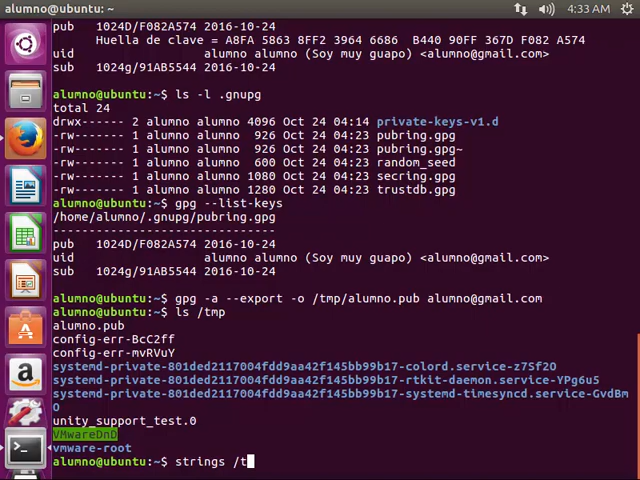 alumno@ubuntu: ~
4:33 AM
pub   1024D/F082A574 2016-10-24
Huella de clave = A8FA 5863 8FF2 3964 6686  B440 90FF 367D F082 A574
uid                  alumno alumno (Soy muy guapo) <alumno@gmail.com>
sub   1024g/91AB5544 2016-10-24
alumno@ubuntu:~$ ls -l .gnupg
total 24
drwx------ 2 alumno alumno 4096 Oct 24 04:14 private-keys-v1.d
-rw------- 1 alumno alumno  926 Oct 24 04:23 pubring.gpg
-rw------- 1 alumno alumno  926 Oct 24 04:23 pubring.gpg~
-rw------- 1 alumno alumno  600 Oct 24 04:23 random_seed
-rw------- 1 alumno alumno 1080 Oct 24 04:23 secring.gpg
-rw------- 1 alumno alumno 1280 Oct 24 04:23 trustdb.gpg
alumno@ubuntu:~$ gpg --list-keys
/home/alumno/.gnupg/pubring.gpg
-------------------------------
pub   1024D/F082A574 2016-10-24
uid                  alumno alumno (Soy muy guapo) <alumno@gmail.com>
sub   1024g/91AB5544 2016-10-24
alumno@ubuntu:~$ gpg -a --export -o /tmp/alumno.pub alumno@gmail.com
alumno@ubuntu:~$ ls /tmp
alumno.pub
config-err-BcC2ff
config-err-mvRVuY
systemd-private-801ded2117004fdd9aa42f145bb99b17-colord.service-z7Sf2O
systemd-private-801ded2117004fdd9aa42f145bb99b17-rtkit-daemon.service-YPg6u5
systemd-private-801ded2117004fdd9aa42f145bb99b17-systemd-timesyncd.service-GvdBm
O
unity_support_test.0
VMwareDnD
vmware-root
alumno@ubuntu:~$ strings /t